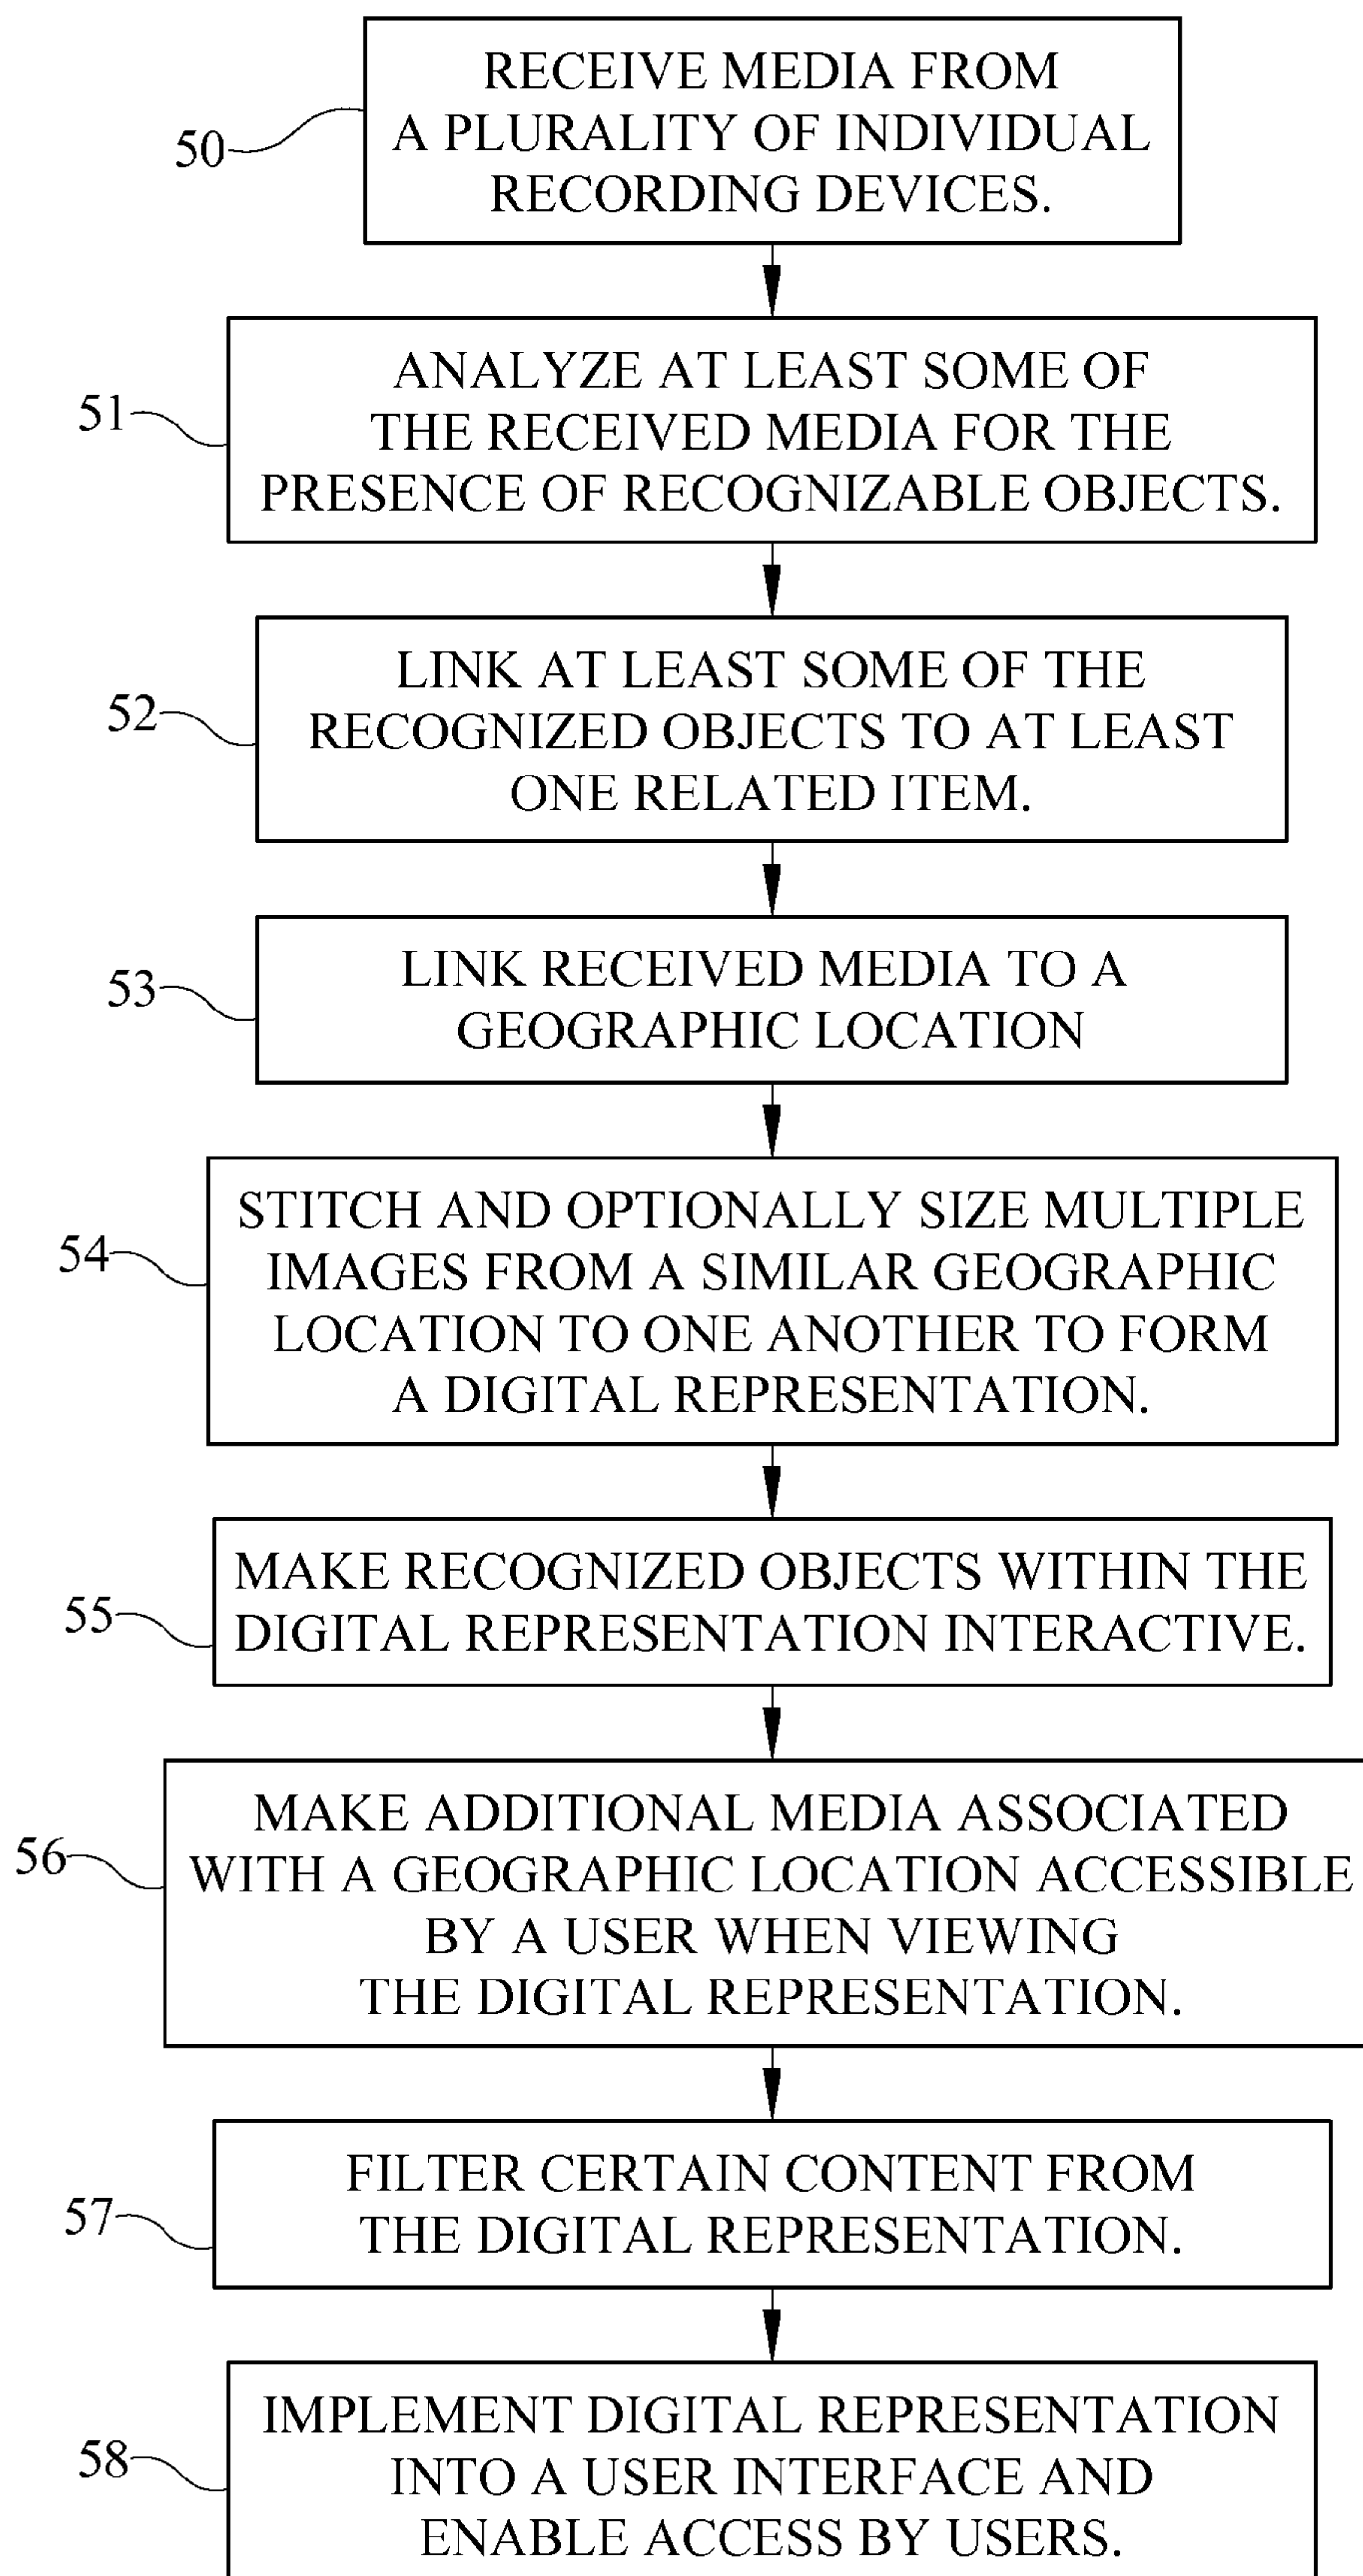 50
RECEIVE MEDIA FROM
A PLURALITY OF INDIVIDUAL
RECORDING DEVICES.
51
ANALYZE AT LEAST SOME OF
THE RECEIVED MEDIA FOR THE
PRESENCE OF RECOGNIZABLE OBJECTS.
52
LINK AT LEAST SOME OF THE
RECOGNIZED OBJECTS TO AT LEAST
ONE RELATED ITEM.
53
LINK RECEIVED MEDIA TO A
GEOGRAPHIC LOCATION
54
STITCH AND OPTIONALLY SIZE MULTIPLE
IMAGES FROM A SIMILAR GEOGRAPHIC
LOCATION TO ONE ANOTHER TO FORM
A DIGITAL REPRESENTATION.
55
MAKE RECOGNIZED OBJECTS WITHIN THE
DIGITAL REPRESENTATION INTERACTIVE.
56
MAKE ADDITIONAL MEDIA ASSOCIATED
WITH A GEOGRAPHIC LOCATION ACCESSIBLE
BY A USER WHEN VIEWING
THE DIGITAL REPRESENTATION.
57
FILTER CERTAIN CONTENT FROM
THE DIGITAL REPRESENTATION.
58
IMPLEMENT DIGITAL REPRESENTATION
INTO A USER INTERFACE AND
ENABLE ACCESS BY USERS.